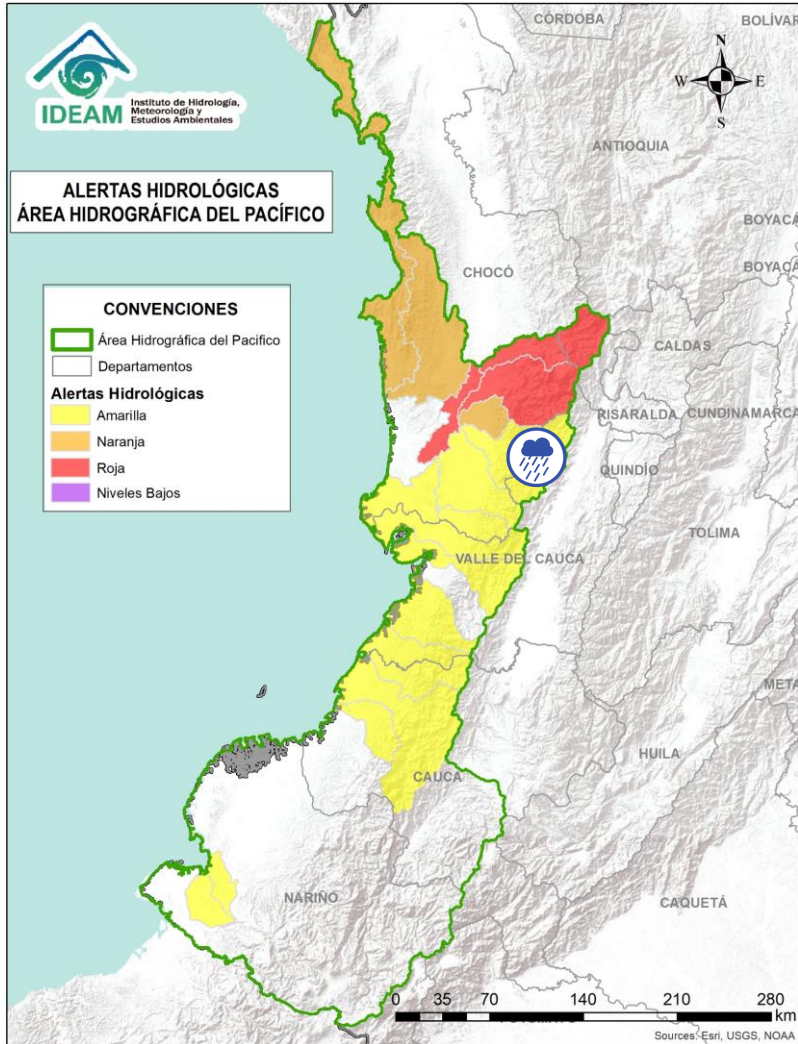 CÓRDOBA
BOLÍVAR
N
W
E
S
IDEAM
Instituto de Hidrología,
Meteorología y
Estudios Ambientales
ANTIOQUIA
ALERTAS HIDROLÓGICAS
ÁREA HIDROGRÁFICA DEL PACÍFICO
BOYACÁ
BOYACÁ
CHOCÓ
CONVENCIONES
Área Hidrográfica del Pacífico
Departamentos
Alertas Hidrológicas
Amarilla
Naranja
Roja
Niveles Bajos
CALDAS
RISARALDA
CUNDINAMARCA
QUINDÍO
TOLIMA
VALLE DEL CAUCA
META
HUILA
CAUCA
NARIÑO
CAQUETÁ
0 35 70 140 210 280
km
Sources: Esri, USGS, NOAA